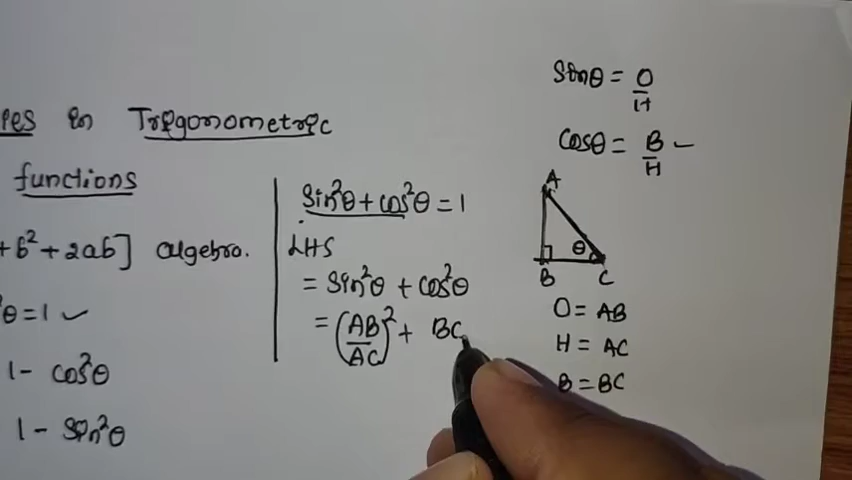 in Trigonometric
functions
+ b² + 2ab] algebra.
²θ = 1 ✓
1 - cos²θ
1 - sin²θ
sin²θ + cos²θ = 1
LHS
= sin²θ + cos²θ
= (AB/AC)² + BC
sinθ = O/H
cosθ = B/H
A
θ
B C
O = AB
H = AC
B = BC